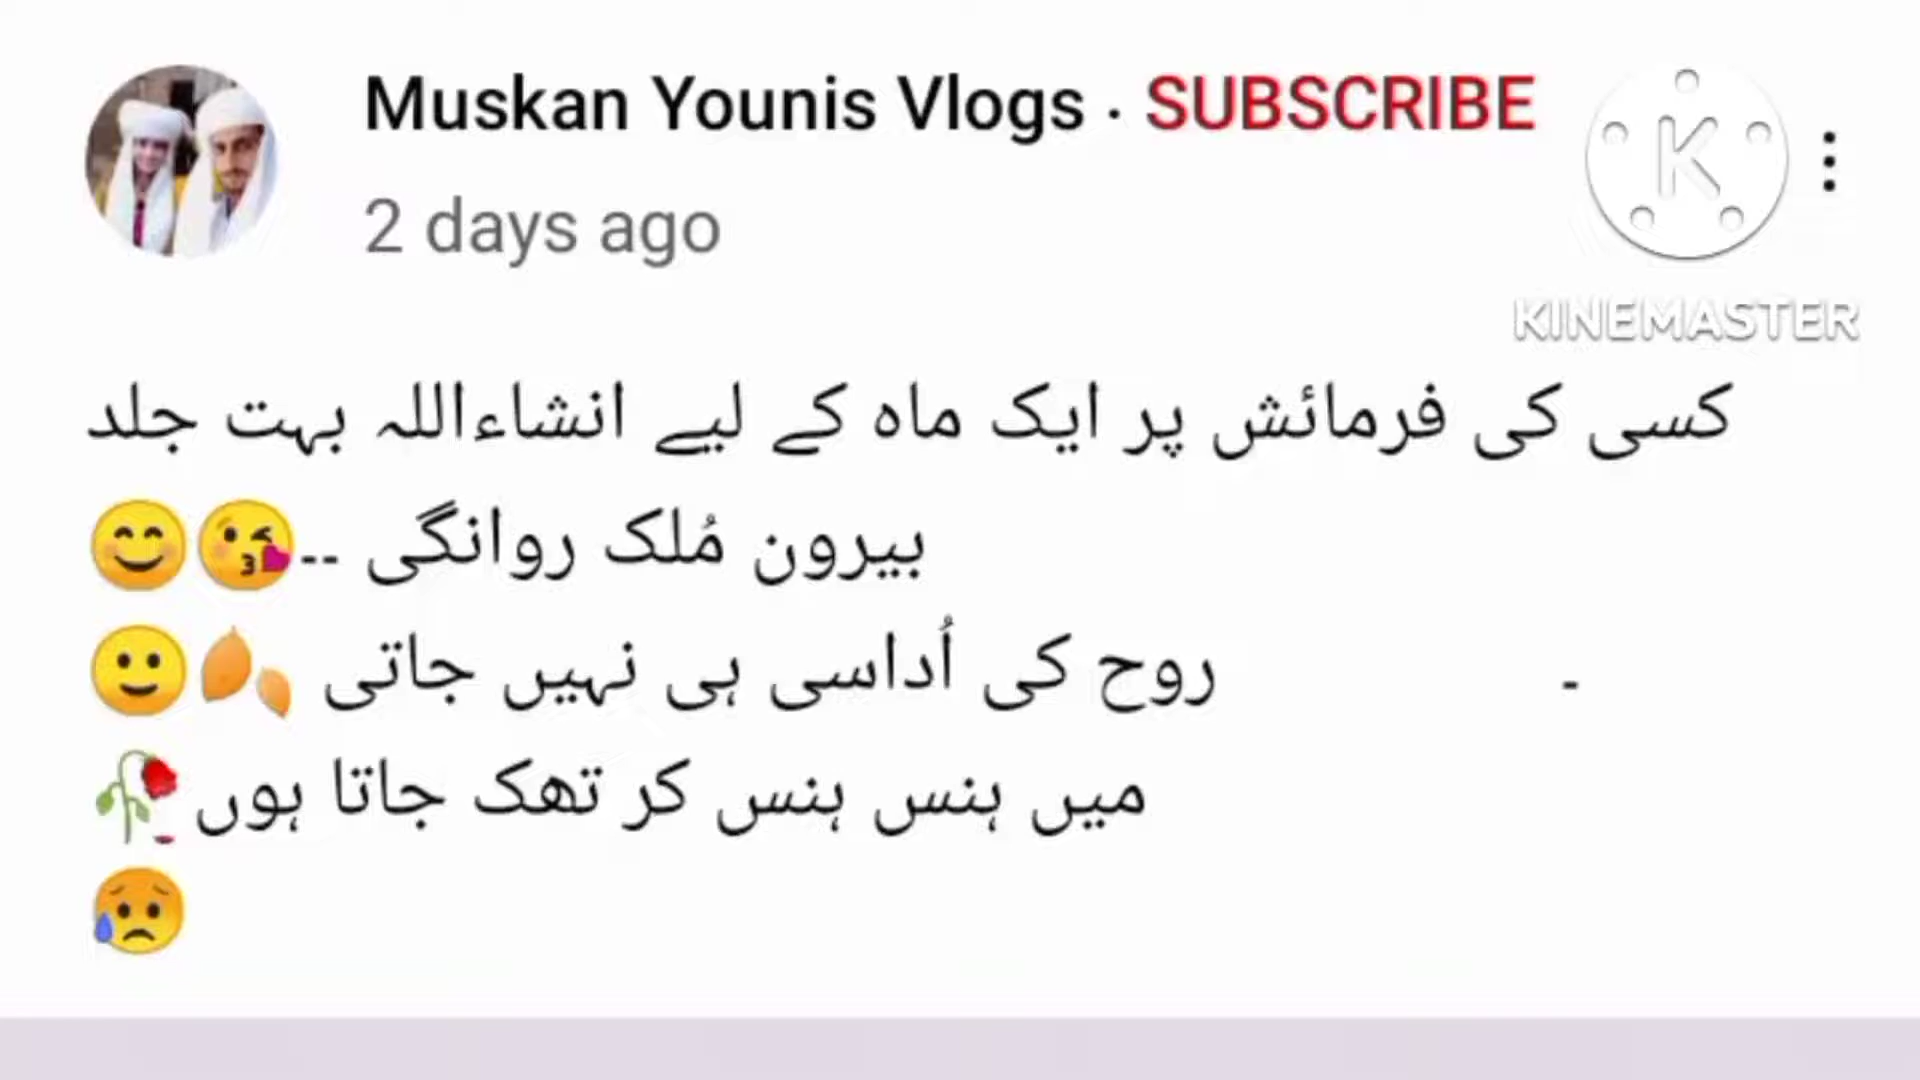 Muskan Younis Vlogs · SUBSCRIBE
2 days ago
KINEMASTER
کسی کی فرمائش پر ایک ماہ کے لیے انشاءاللہ بہت جلد
بیرون مُلک روانگی --😘😊
روح کی اُداسی ہی نہیں جاتی 🍂🙂
میں ہنس ہنس کر تھک جاتا ہوں 🥀
😥